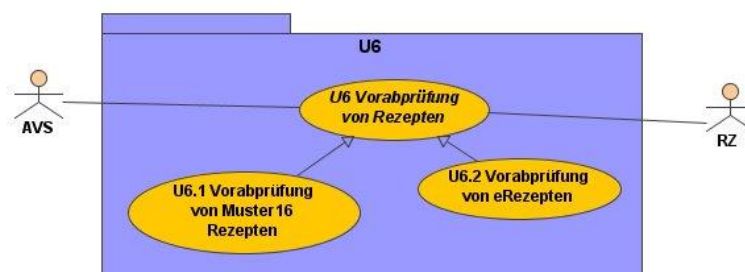 U6
U6 Vorabprüfung
von Rezepten
AVS
RZ
U6.1 Vorabprüfung
von Muster16
Rezepten
U6.2 Vorabprüfung
von eRezepten